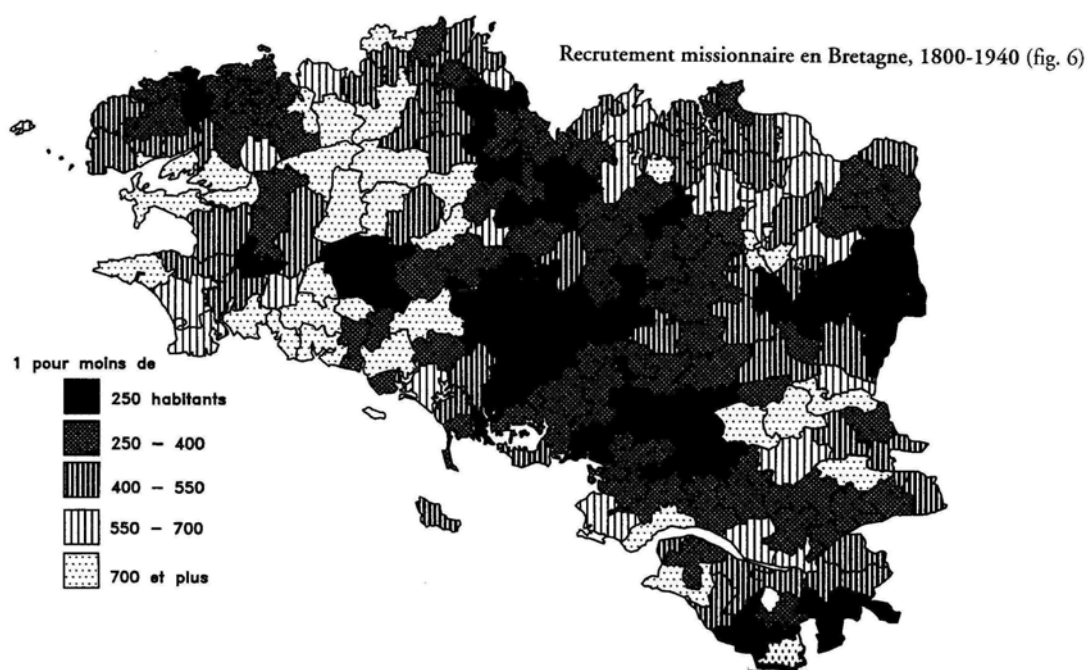 Recrutement missionnaire en Bretagne, 1800-1940 (fig. 6)
1 pour moins de
250 habitants
250 – 400
400 – 550
550 – 700
700 et plus